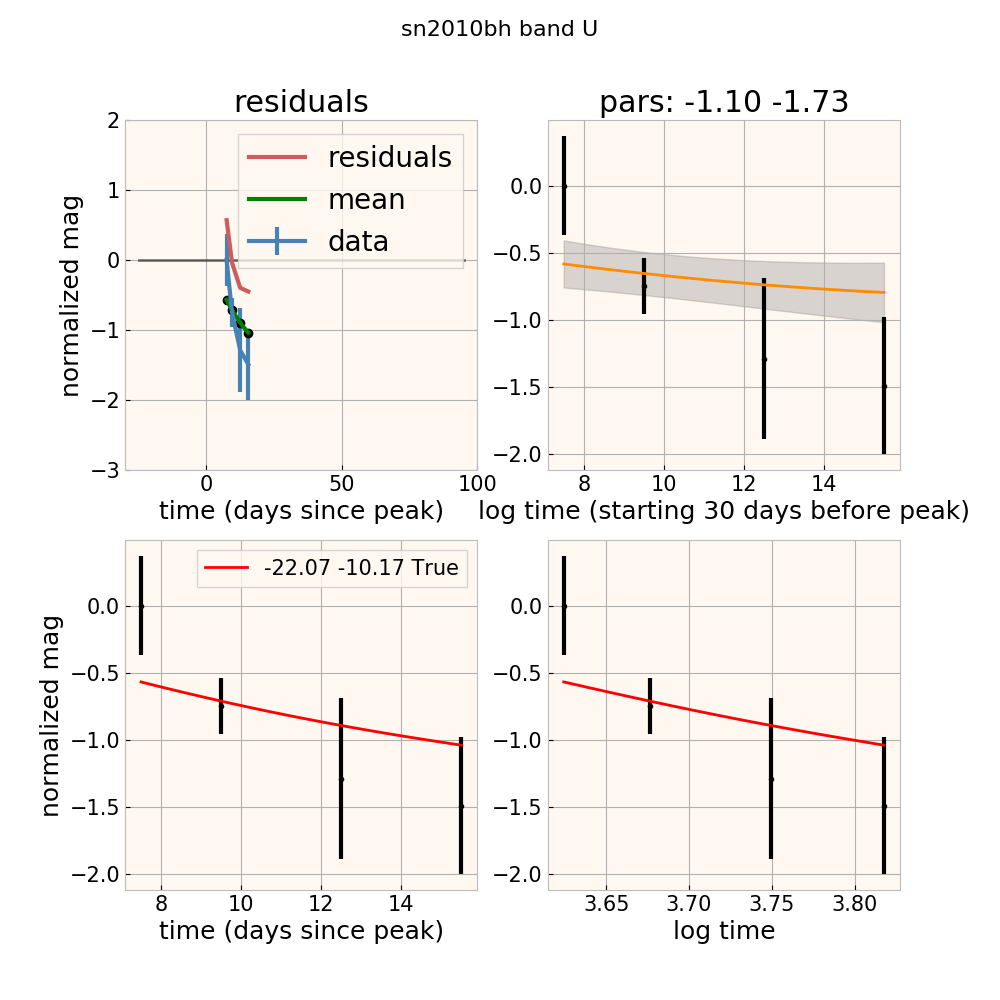 sn2010bh band U
residuals
pars: -1.10 -1.73
2
1
0
−1
−2
−3
normalized mag
residuals
mean
data
0
50
100
time (days since peak)
0.0
−0.5
−1.0
−1.5
−2.0
8
10
12
14
log time (starting 30 days before peak)
0.0
−0.5
−1.0
−1.5
−2.0
normalized mag
-22.07 -10.17 True
8
10
12
14
time (days since peak)
0.0
−0.5
−1.0
−1.5
−2.0
3.65
3.70
3.75
3.80
log time